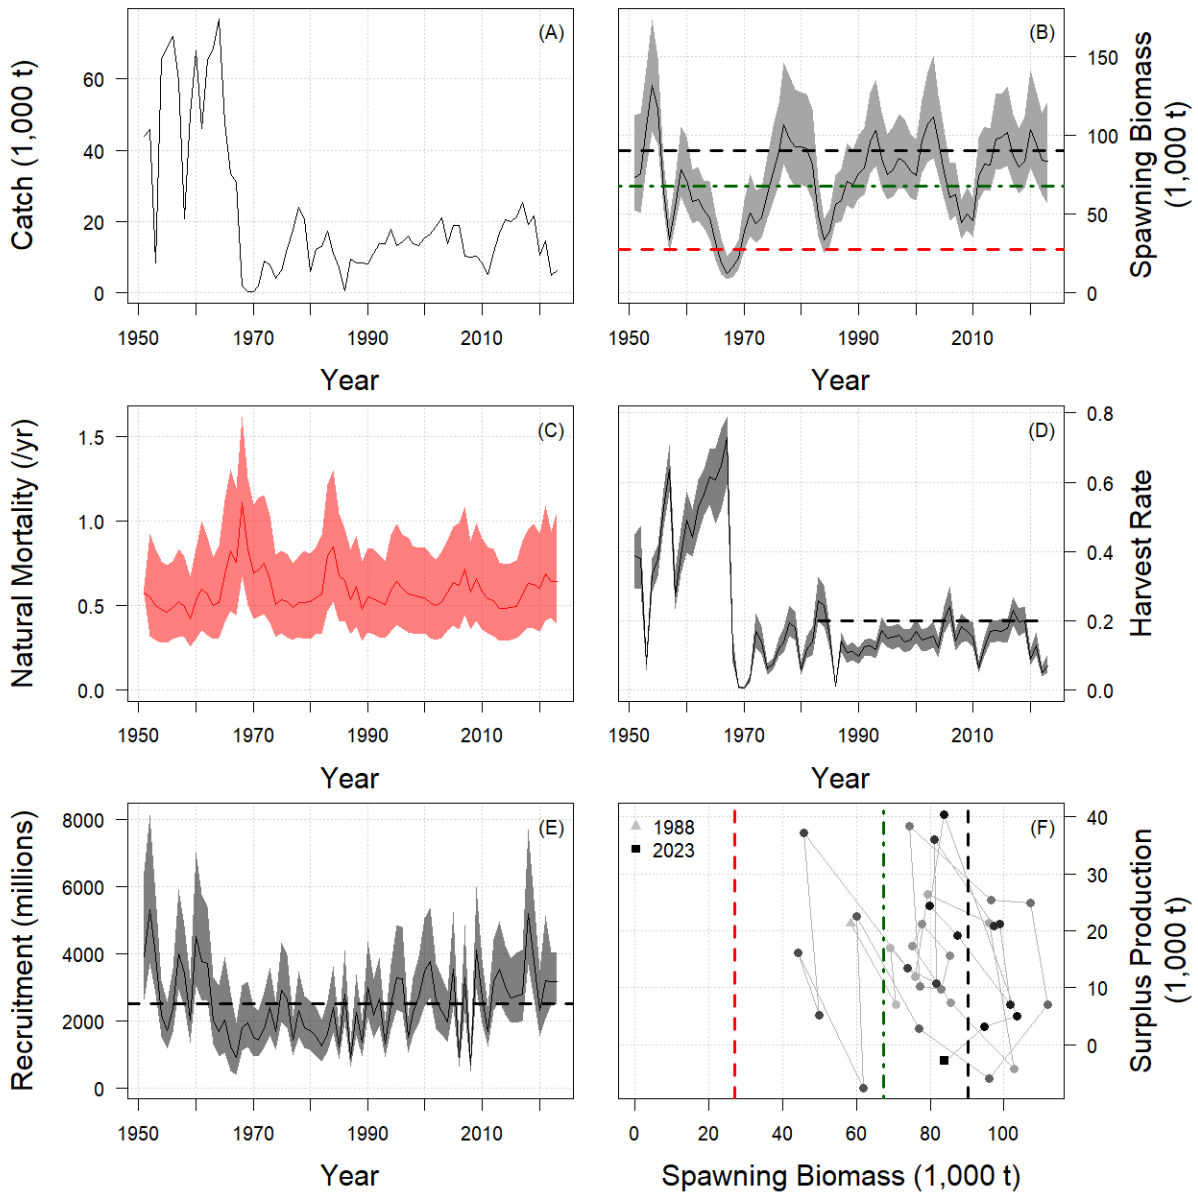 Catch (1,000 t)
60
40
20
0
(A)
1950
1970
1990
2010
Year
(B)
150
100
50
0
Spawning Biomass
(1,000 t)
1950
1970
1990
2010
Year
Natural Mortality (/yr)
1.5
1.0
0.5
0.0
(C)
1950
1970
1990
2010
Year
(D)
0.8
0.6
0.4
0.2
0.0
Harvest Rate
1950
1970
1990
2010
Year
Recruitment (millions)
8000
6000
4000
2000
0
(E)
1950
1970
1990
2010
Year
1988
2023
(F)
40
30
20
10
0
Surplus Production
(1,000 t)
0
20
40
60
80
100
Spawning Biomass (1,000 t)